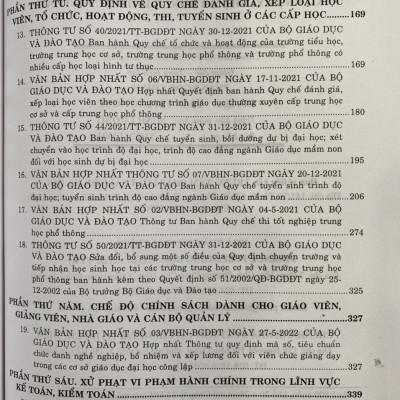 PHẦN THỨ TƯ. QUY ĐỊNH VỀ QUY CHẾ ĐÁNH GIÁ, XẾP LOẠI HỌC
VIÊN, TỔ CHỨC, HOẠT ĐỘNG, THI, TUYỂN SINH Ở CÁC CẤP HỌC ...169
13. THÔNG TƯ SỐ 40/2021/TT-BGDĐT NGÀY 30-12-2021 CỦA BỘ GIÁO DỤC
VÀ ĐÀO TẠO Ban hành Quy chế tổ chức và hoạt động của trường tiểu học,
trường trung học cơ sở, trường trung học phổ thông và trường phổ thông có
nhiều cấp học loại hình tư thục ... 169
14. VĂN BẢN HỢP NHẤT SỐ 06/VBHN-BGDĐT NGÀY 17-11-2021 CỦA BỘ
GIÁO DỤC VÀ ĐÀO TẠO Hợp nhất Quyết định ban hành Quy chế đánh giá,
xếp loại học viên theo học chương trình giáo dục thường xuyên cấp trung học
cơ sở và cấp trung học phổ thông ... 180
15. THÔNG TƯ SỐ 44/2021/TT-BGDĐT NGÀY 31-12-2021 CỦA BỘ GIÁO DỤC
VÀ ĐÀO TẠO Ban hành Quy chế tuyển sinh, bồi dưỡng dự bị đại học; xét
chuyển vào học trình độ đại học, trình độ cao đẳng ngành Giáo dục mầm non
đối với học sinh dự bị đại học ... 195
16. VĂN BẢN HỢP NHẤT THÔNG TƯ SỐ 07/VBHN-BGDĐT NGÀY 20-12-2021
CỦA BỘ GIÁO DỤC VÀ ĐÀO TẠO Ban hành Quy chế tuyển sinh trình độ
đại học; tuyển sinh trình độ cao đẳng ngành Giáo dục mầm non ... 206
17. VĂN BẢN HỢP NHẤT SỐ 02/VBHN-BGDĐT NGÀY 04-5-2021 CỦA BỘ
GIÁO DỤC VÀ ĐÀO TẠO Thông tư Ban hành Quy chế thi tốt nghiệp trung
học phổ thông ... 274
18. THÔNG TƯ SỐ 50/2021/TT-BGDĐT NGÀY 31-12-2021 CỦA BỘ GIÁO DỤC
VÀ ĐÀO TẠO Sửa đổi, bổ sung một số điều của Quy định chuyển trường và
tiếp nhận học sinh học tại các trường trung học cơ sở và trung học phổ thông
ban hành kèm theo Quyết định số 51/2002/QĐ-BGDĐT ngày 25-
12-2002 của Bộ trưởng Bộ Giáo dục và Đào tạo ... 325
PHẦN THỨ NĂM. CHẾ ĐỘ CHÍNH SÁCH DÀNH CHO GIÁO VIÊN,
GIẢNG VIÊN, NHÀ GIÁO VÀ CÁN BỘ QUẢN LÝ ... 327
19. VĂN BẢN HỢP NHẤT SỐ 03/VBHN-BGDĐT NGÀY 27-5-2022 CỦA BỘ
GIÁO DỤC VÀ ĐÀO TẠO Hợp nhất Thông tư quy định mã số, tiêu chuẩn
chức danh nghề nghiệp, bổ nhiệm và xếp lương đối với viên chức giảng dạy
trong các cơ sở giáo dục đại học công lập
PHẦN THỨ SÁU. XỬ PHẠT VI PHẠM HÀNH CHÍNH TRONG LĨNH VỰC
KẾ TOÁN, KIỂM TOÁN ... 339